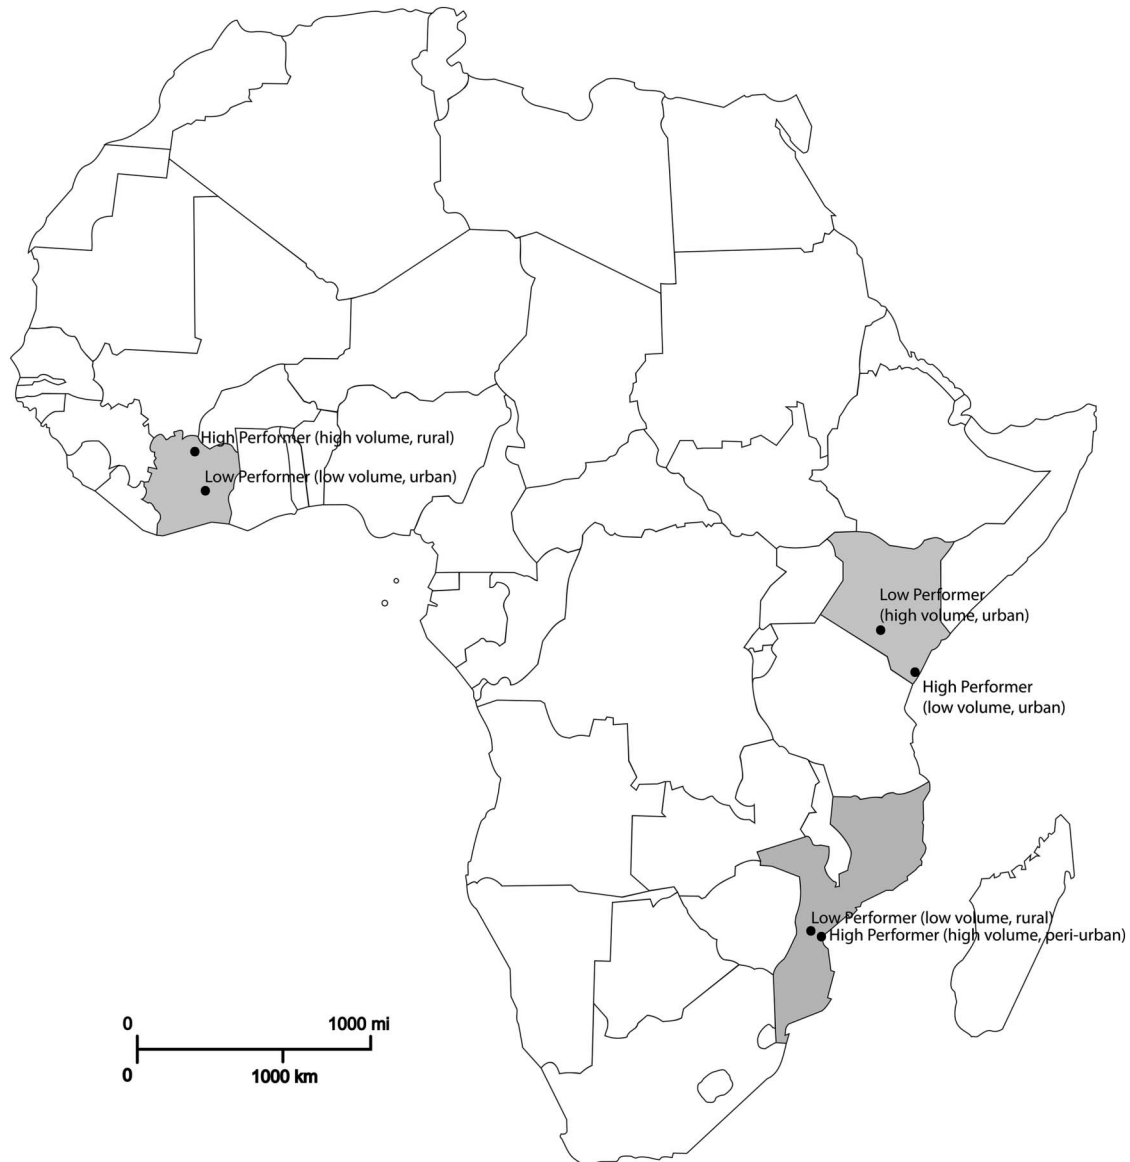 High Performer (high volume, rural)
Low Performer (low volume, urban)
Low Performer
(high volume, urban)
High Performer
(low volume, urban)
Low Performer (low volume, rural)
High Performer (high volume, peri-urban)
0 1000 mi
0 1000 km